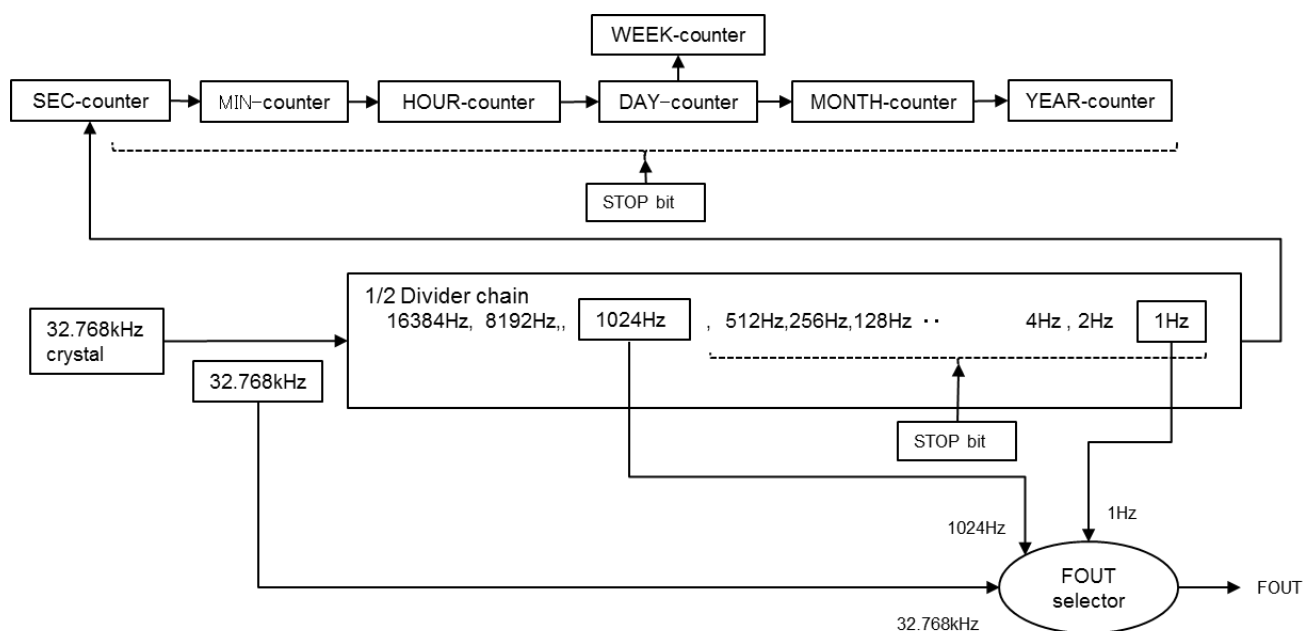 WEEK-counter
SEC-counter
MIN-counter
HOUR-counter
DAY-counter
MONTH-counter
YEAR-counter
STOP bit
1/2 Divider chain
16384Hz, 8192Hz,,
1024Hz
, 512Hz,256Hz,128Hz ··
4Hz , 2Hz
1Hz
32.768kHz
crystal
32.768kHz
STOP bit
1024Hz
1Hz
FOUT
selector
FOUT
32.768kHz